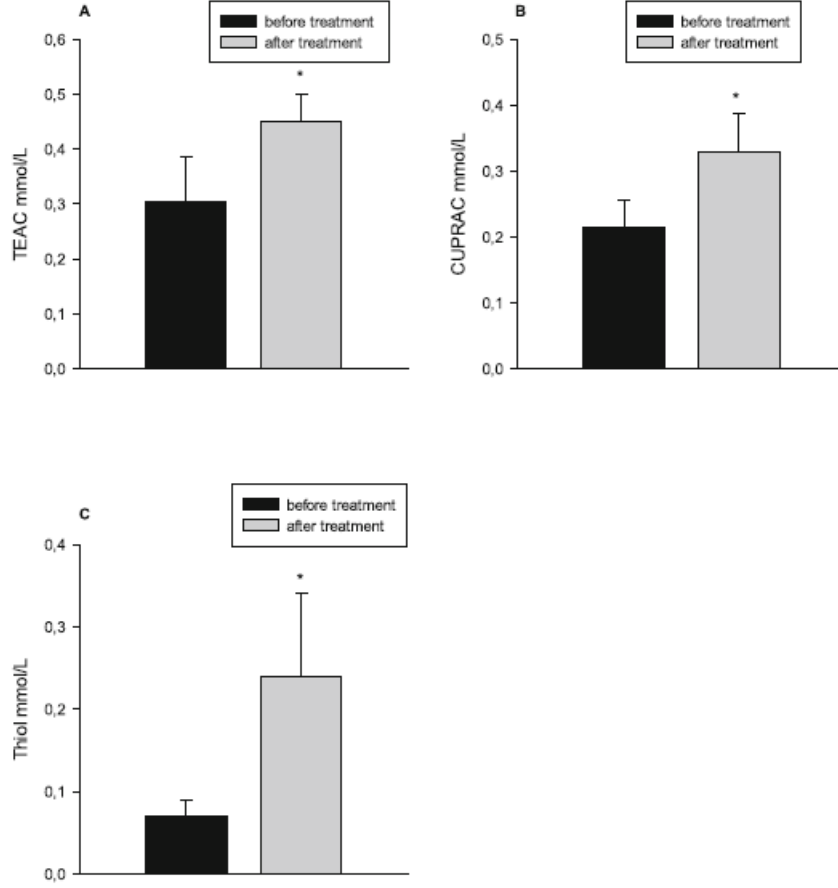 A
before treatment
after treatment
*
0,6
0,5
0,4
0,3
0,2
0,1
0,0
TEAC mmol/L
B
before treatment
after treatment
*
0,5
0,4
0,3
0,2
0,1
0,0
CUPRAC mmol/L
C
before treatment
after treatment
*
0,4
0,3
0,2
0,1
0,0
Thiol mmol/L